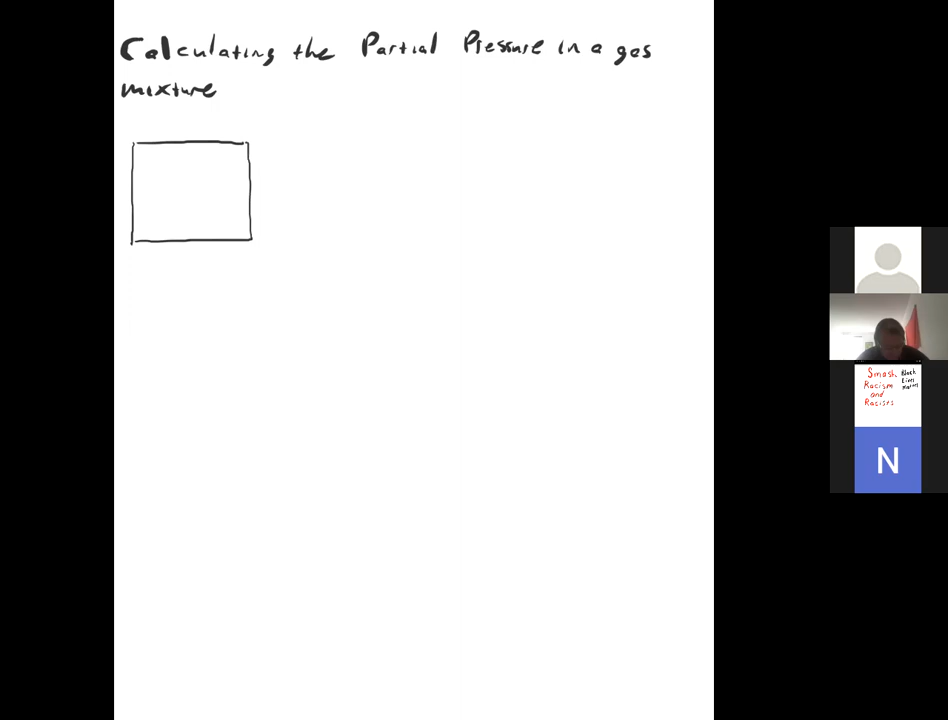 Calculating the Partial Pressure in a gas
mixture
Smash
Racism
and
Racists
Black
Lives
Matter
N